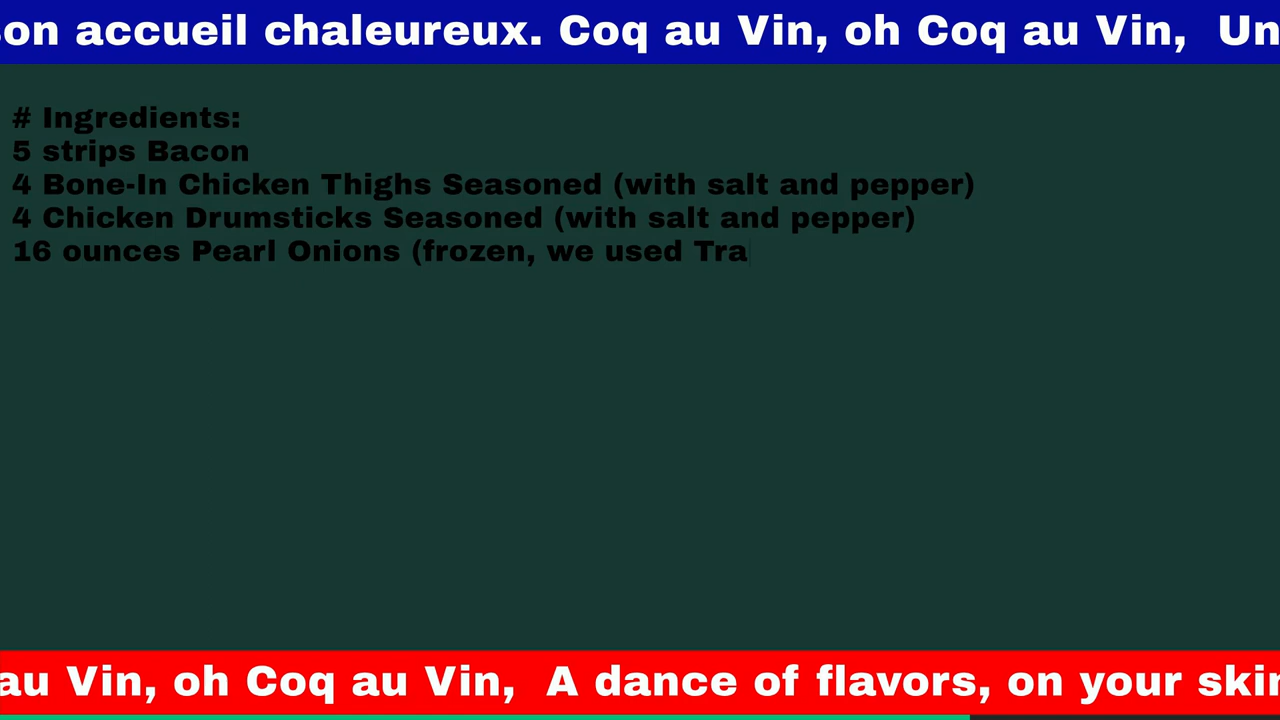 on accueil chaleureux. Coq au Vin, oh Coq au Vin, Un
# Ingredients:
5 strips Bacon
4 Bone-In Chicken Thighs Seasoned (with salt and pepper)
4 Chicken Drumsticks Seasoned (with salt and pepper)
16 ounces Pearl Onions (frozen, we used Tra
au Vin, oh Coq au Vin, A dance of flavors, on your skin